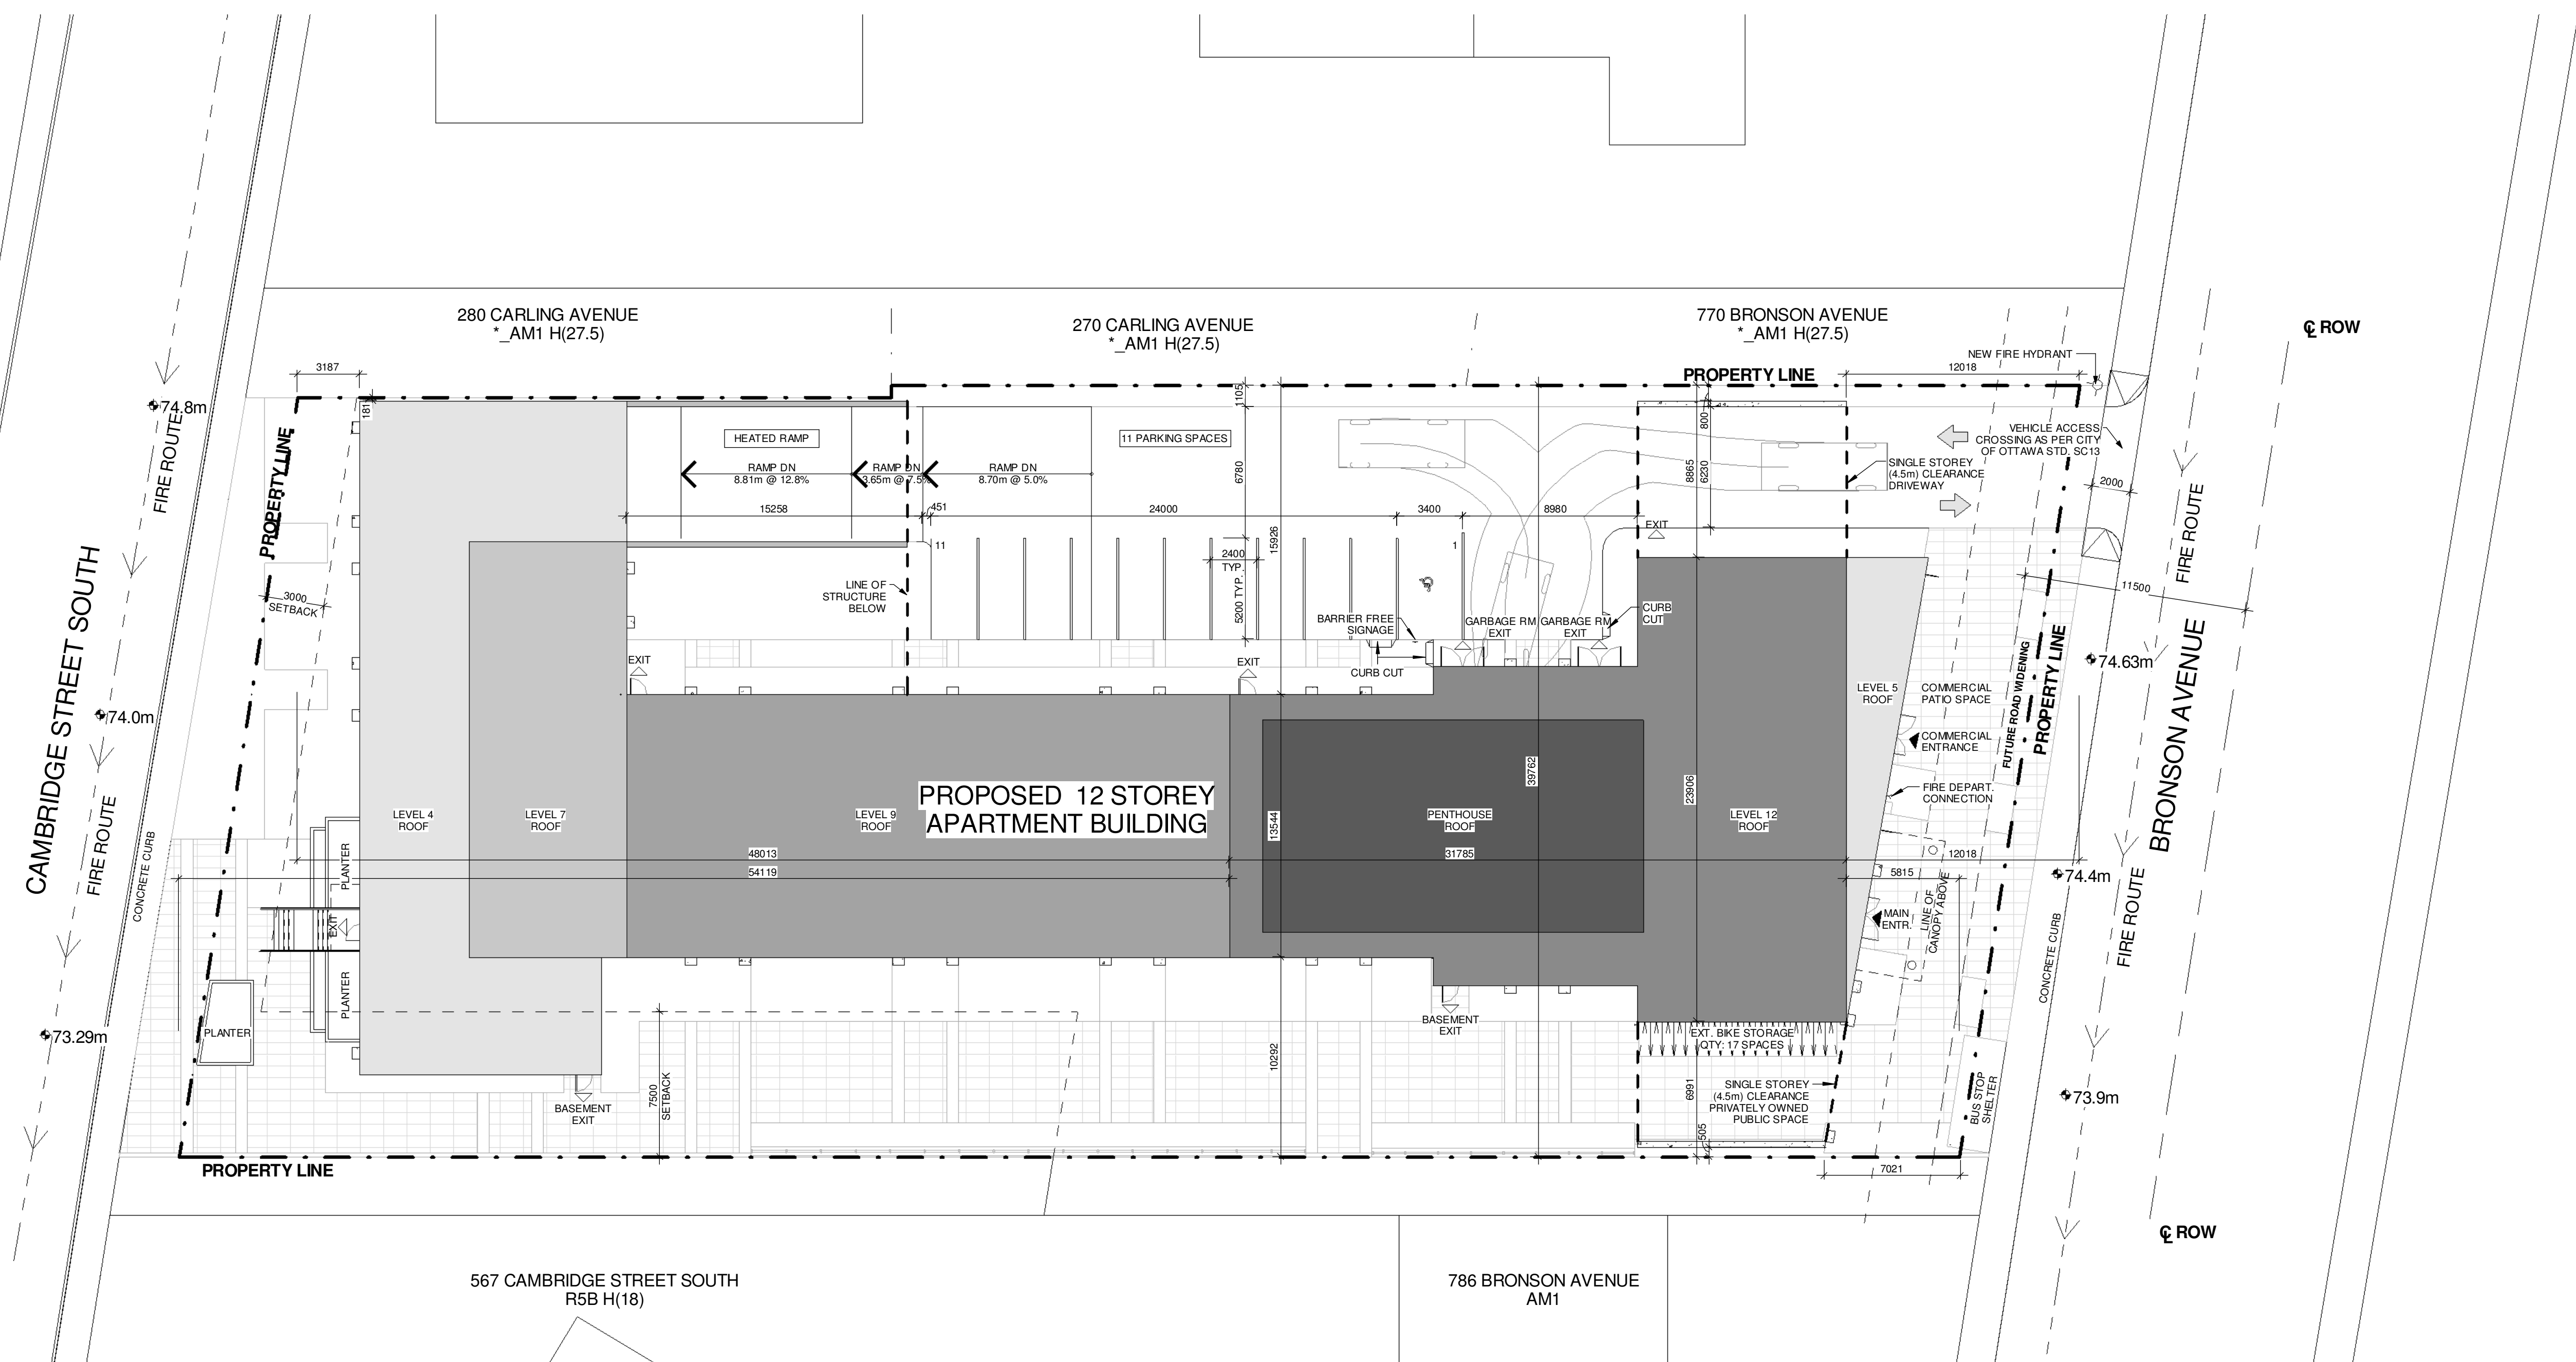 280 CARLING AVENUE
*_AM1 H(27.5)
270 CARLING AVENUE
*_AM1 H(27.5)
770 BRONSON AVENUE
*_AM1 H(27.5)
℄ ROW
NEW FIRE HYDRANT
PROPERTY LINE
12018
3187
181
1105
800
74.8m
FIRE ROUTE
PROPERTY LINE
HEATED RAMP
11 PARKING SPACES
VEHICLE ACCESS
CROSSING AS PER CITY
OF OTTAWA STD. SC13
RAMP DN
8.81m @ 12.8%
RAMP DN
3.65m @ 7.5%
RAMP DN
8.70m @ 5.0%
6780
8865
6230
SINGLE STOREY
(4.5m) CLEARANCE
DRIVEWAY
2000
15258
451
24000
3400
8980
EXIT
11
1
15926
2400
TYP.
5200 TYP.
LINE OF
STRUCTURE
BELOW
3000
SETBACK
11500
FIRE ROUTE
BARRIER FREE
SIGNAGE
GARBAGE RM
EXIT
GARBAGE RM
EXIT
CURB
CUT
CURB CUT
EXIT
EXIT
CAMBRIDGE STREET SOUTH
74.0m
FIRE ROUTE
CONCRETE CURB
LEVEL 5
ROOF
COMMERCIAL
PATIO SPACE
FUTURE ROAD WIDENING
PROPERTY LINE
74.63m
BRONSON AVENUE
COMMERCIAL
ENTRANCE
FIRE DEPART.
CONNECTION
39762
23906
13544
PROPOSED 12 STOREY
APARTMENT BUILDING
LEVEL 4
ROOF
LEVEL 7
ROOF
LEVEL 9
ROOF
PENTHOUSE
ROOF
LEVEL 12
ROOF
48013
31785
12018
54119
5815
74.4m
PLANTER
EXIT
PLANTER
PLANTER
MAIN
ENTR.
LINE OF
CANOPY ABOVE
FIRE ROUTE
CONCRETE CURB
73.29m
BASEMENT
EXIT
BASEMENT
EXIT
EXT. BIKE STORAGE
QTY: 17 SPACES
7500
SETBACK
10292
6991
505
SINGLE STOREY
(4.5m) CLEARANCE
PRIVATELY OWNED
PUBLIC SPACE
BUS STOP
SHELTER
73.9m
PROPERTY LINE
7021
℄ ROW
567 CAMBRIDGE STREET SOUTH
R5B H(18)
786 BRONSON AVENUE
AM1